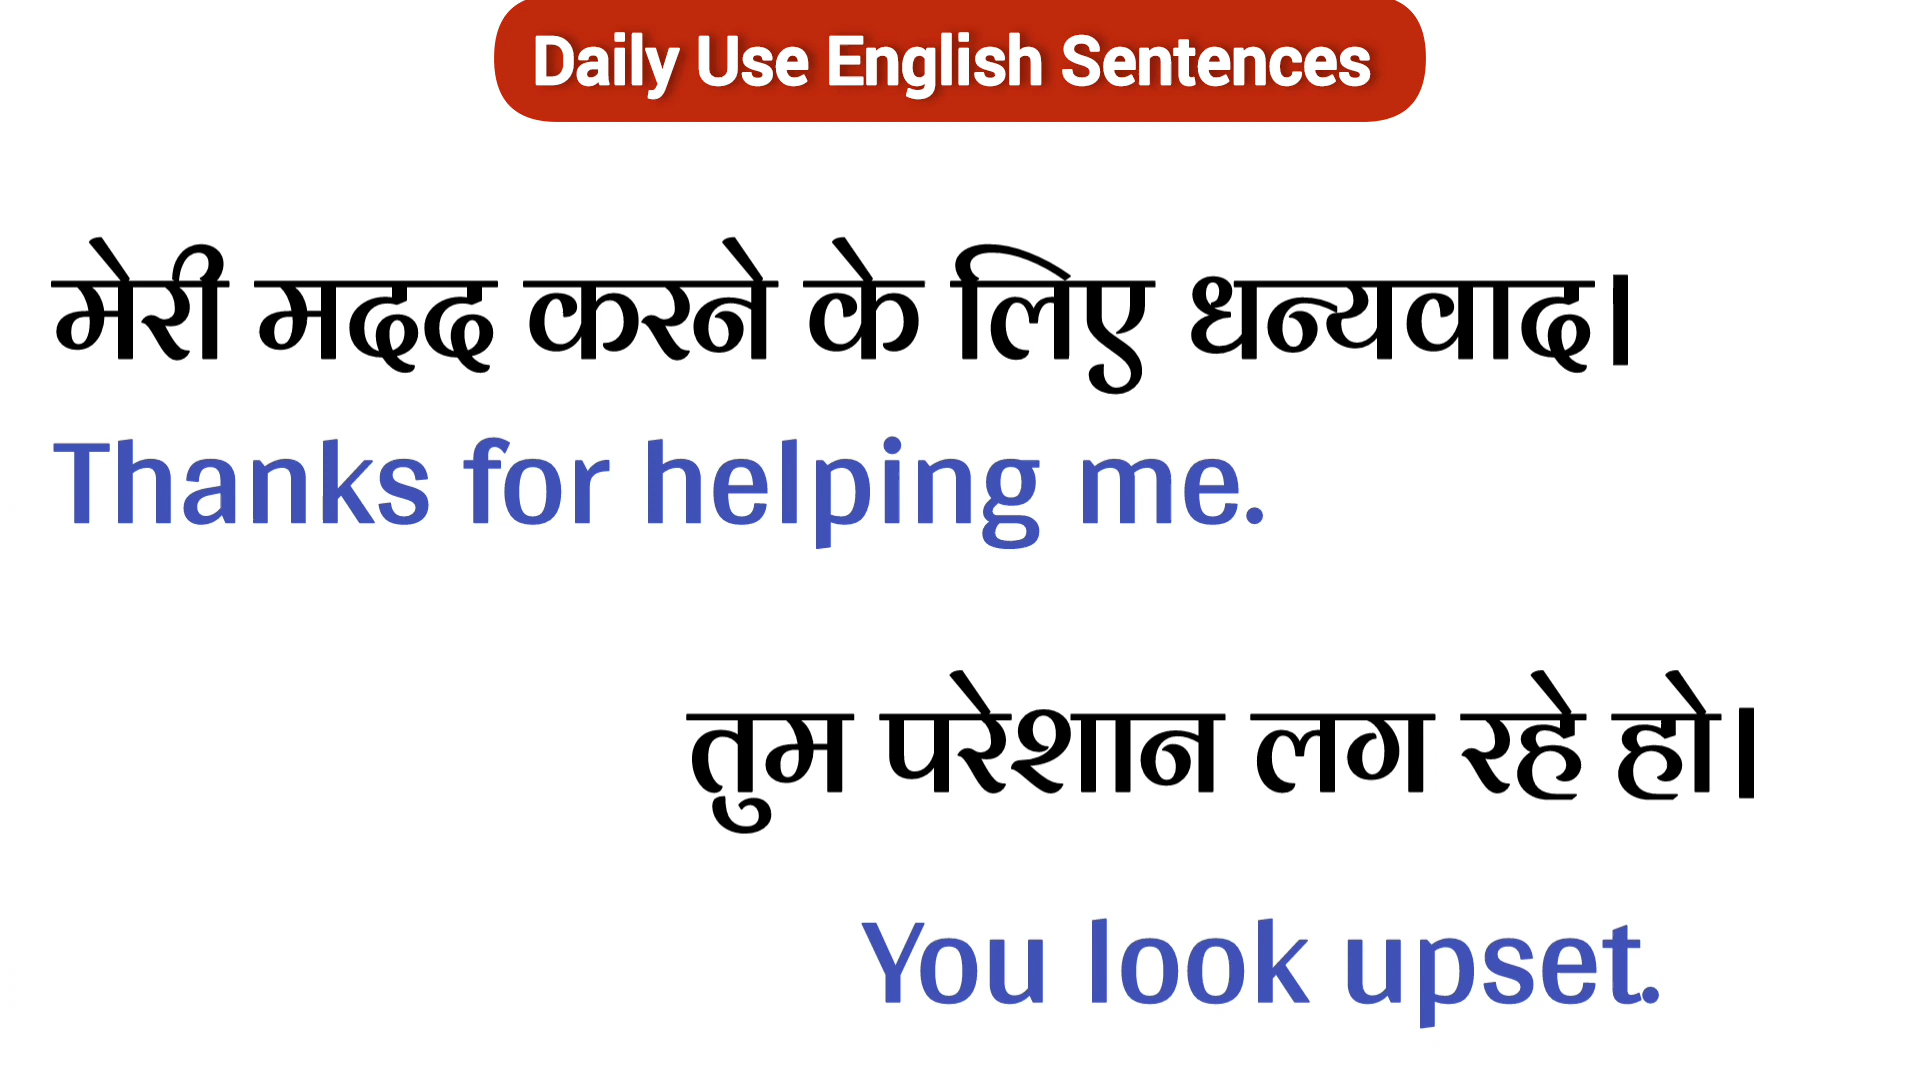 Daily Use English Sentences
मेरी मदद करने के लिए धन्यवाद।
Thanks for helping me.
तुम परेशान लग रहे हो।
You look upset.